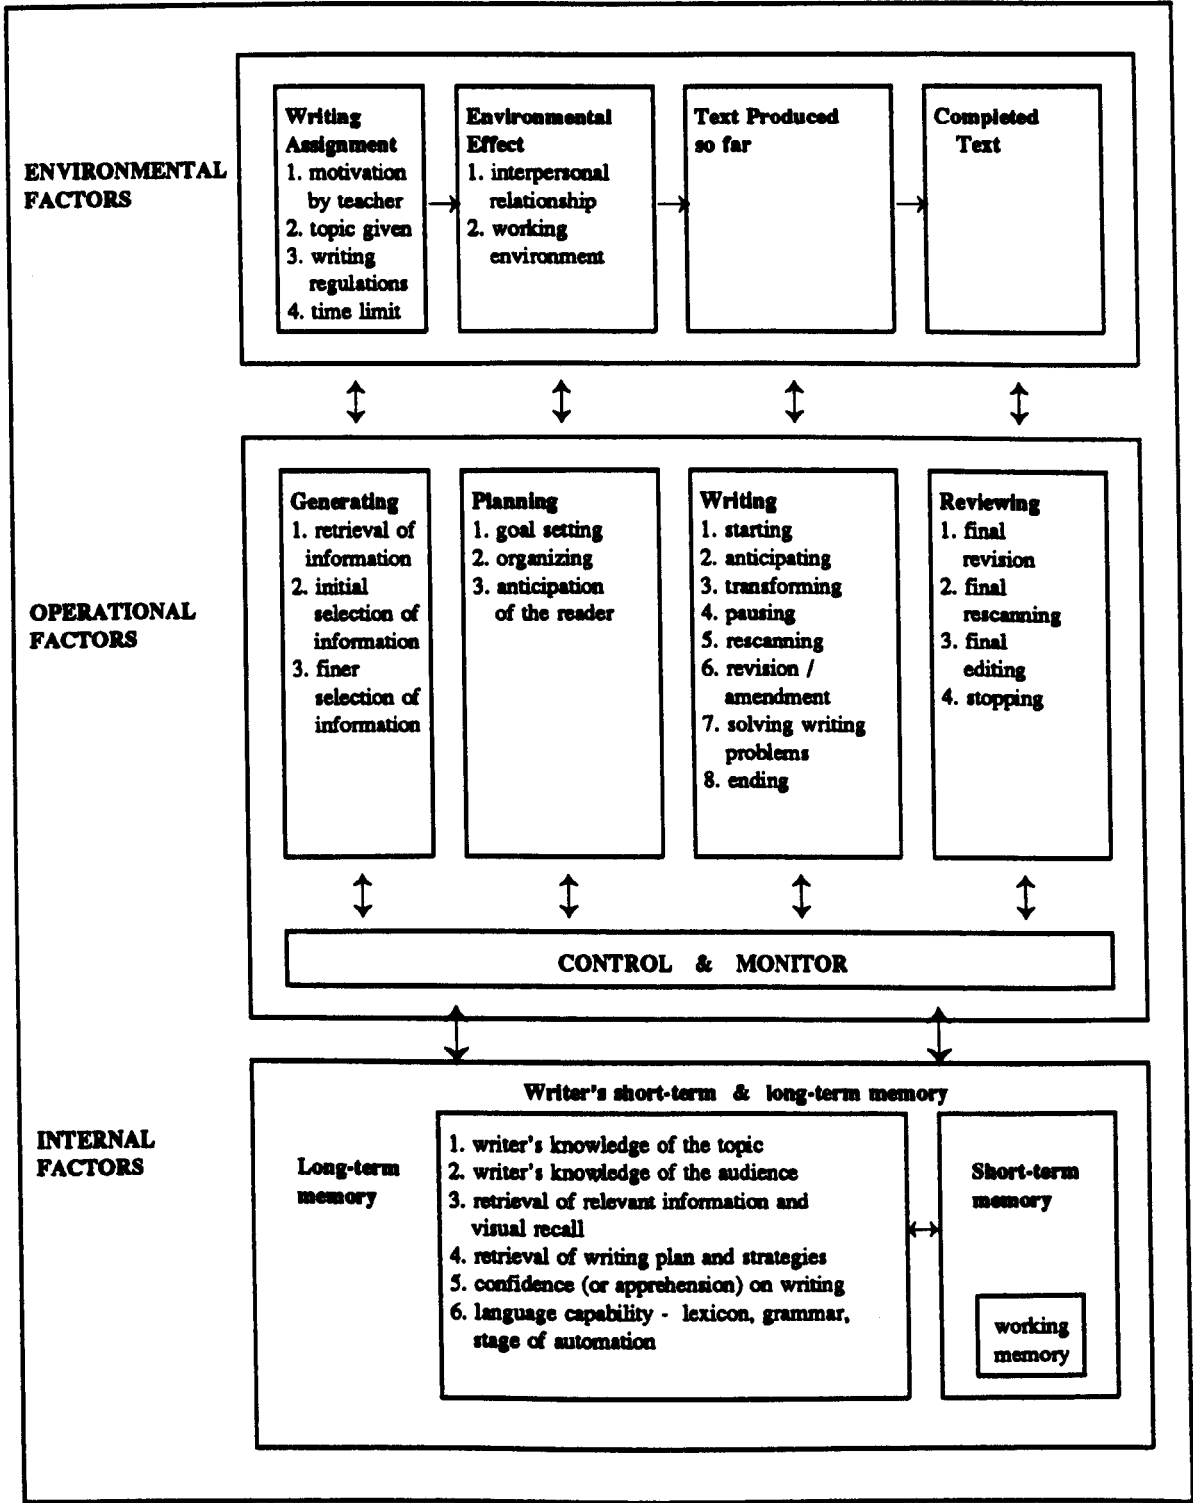 ENVIRONMENTAL
FACTORS
Writing
Assignment
1. motivation
by teacher
2. topic given
3. writing
regulations
4. time limit
Environmental
Effect
1. interpersonal
relationship
2. working
environment
Text Produced
so far
Completed
Text
OPERATIONAL
FACTORS
Generating
1. retrieval of
information
2. initial
selection of
information
3. finer
selection of
information
Planning
1. goal setting
2. organizing
3. anticipation
of the reader
Writing
1. starting
2. anticipating
3. transforming
4. pausing
5. rescanning
6. revision /
amendment
7. solving writing
problems
8. ending
Reviewing
1. final
revision
2. final
rescanning
3. final
editing
4. stopping
CONTROL & MONITOR
INTERNAL
FACTORS
Writer's short-term & long-term memory
Long-term
memory
1. writer's knowledge of the topic
2. writer's knowledge of the audience
3. retrieval of relevant information and
visual recall
4. retrieval of writing plan and strategies
5. confidence (or apprehension) on writing
6. language capability - lexicon, grammar,
stage of automation
Short-term
memory
working
memory